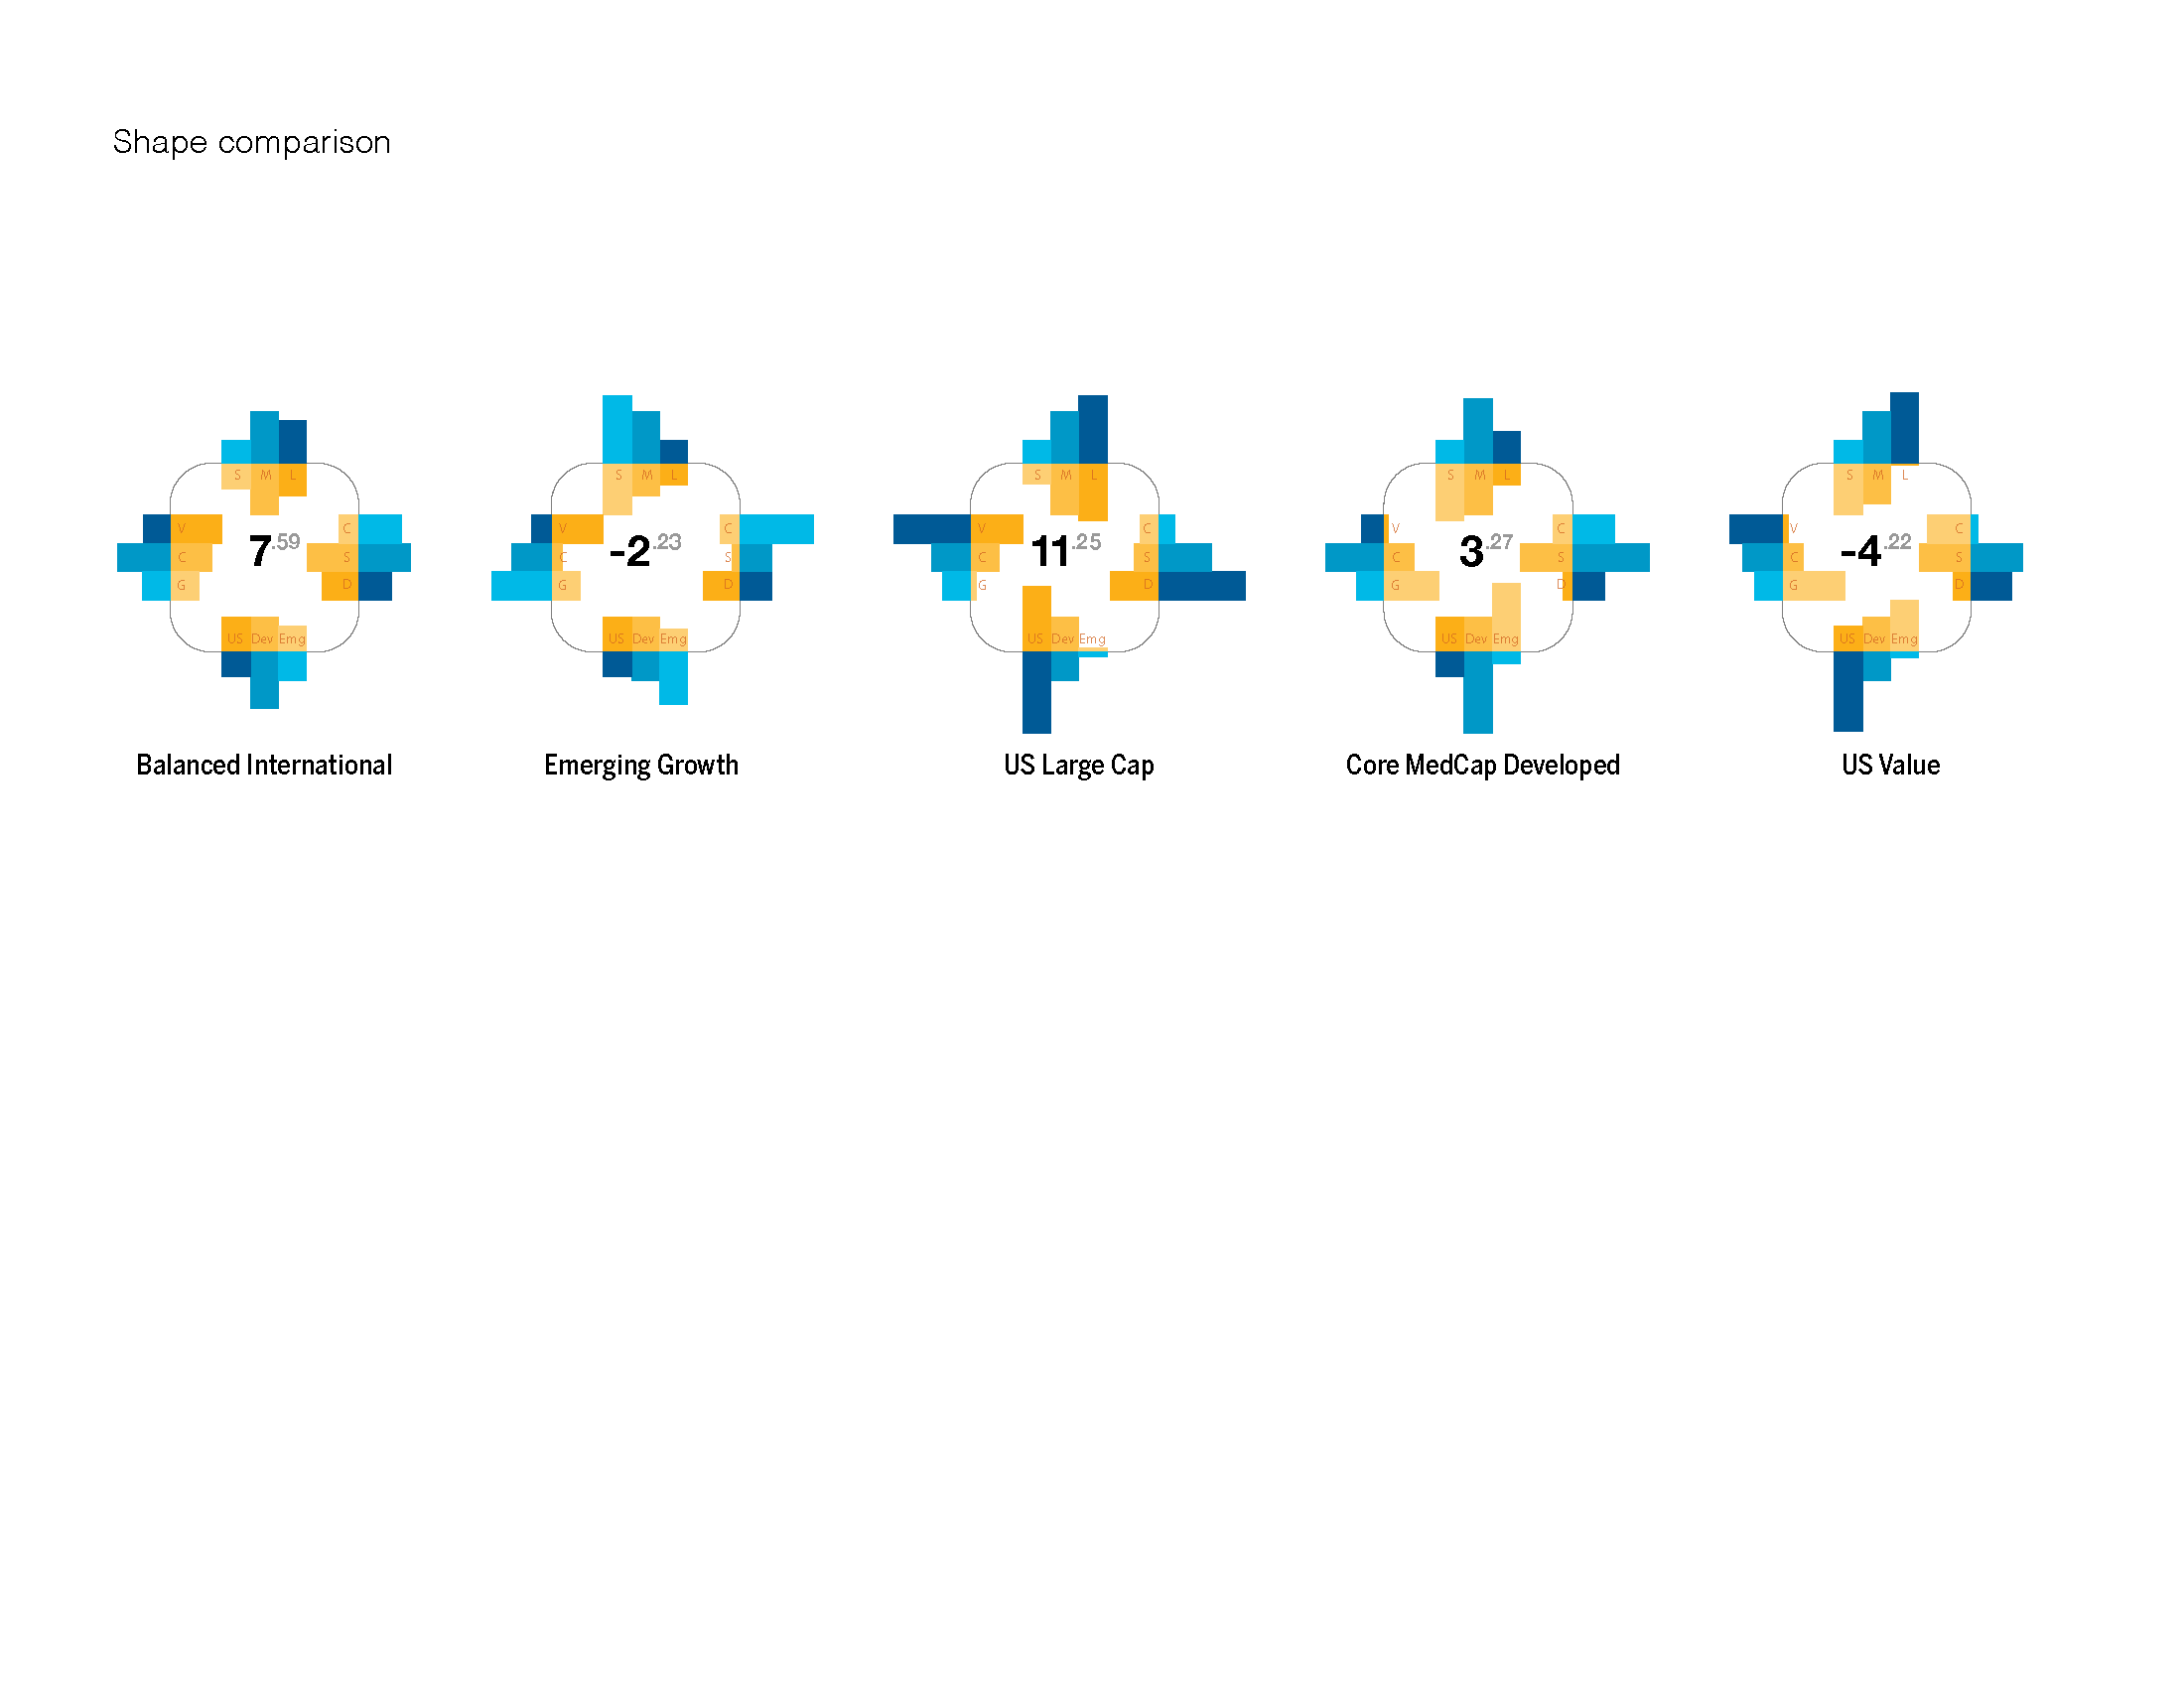 Shape comparison
S M L
V
C
G
7.59
C
S
D
US Dev Emg
Balanced International
S M L
V
C
G
-2.23
C
S
D
US Dev Emg
Emerging Growth
S M L
V
C
G
11.25
C
S
D
US Dev Emg
US Large Cap
S M L
V
C
G
3.27
C
S
D
US Dev Emg
Core MedCap Developed
S M L
V
C
G
-4.22
C
S
D
US Dev Emg
US Value